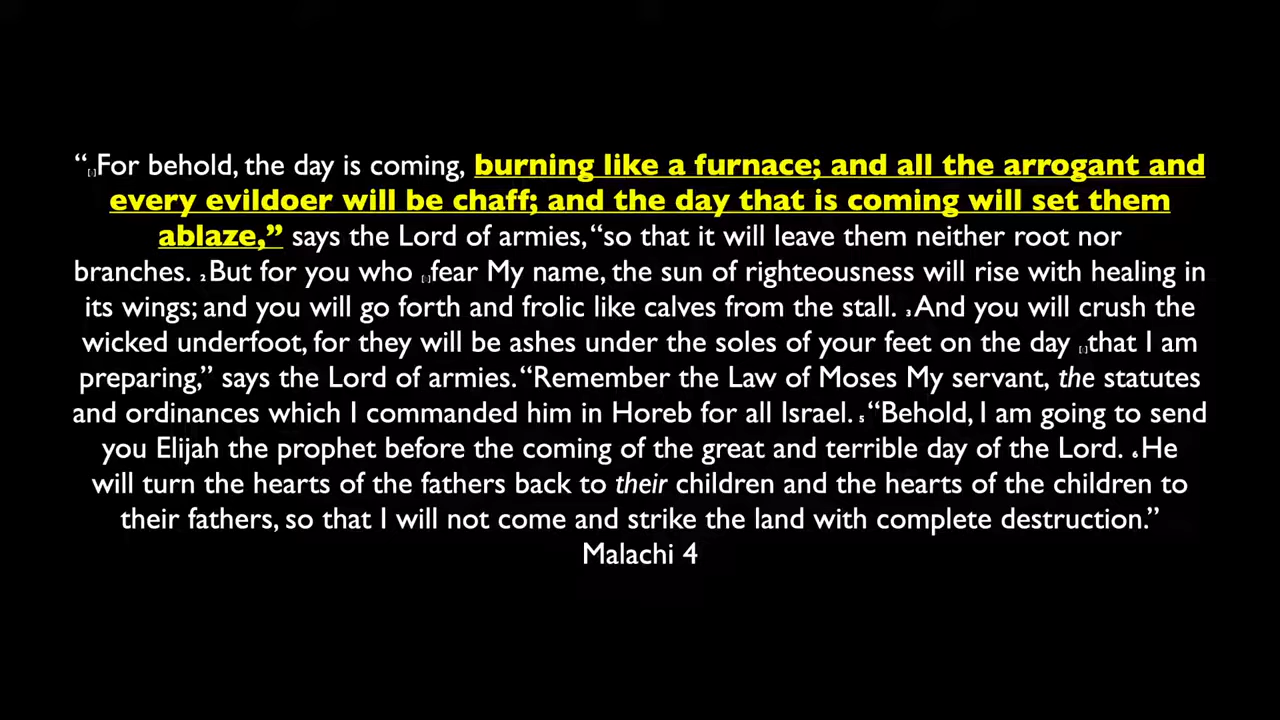 “[ ]For behold, the day is coming, burning like a furnace; and all the arrogant and
every evildoer will be chaff; and the day that is coming will set them
ablaze,” says the Lord of armies, “so that it will leave them neither root nor
branches. 2 But for you who [ ]fear My name, the sun of righteousness will rise with healing in
its wings; and you will go forth and frolic like calves from the stall. 3 And you will crush the
wicked underfoot, for they will be ashes under the soles of your feet on the day [ ]that I am
preparing,” says the Lord of armies. “Remember the Law of Moses My servant, the statutes
and ordinances which I commanded him in Horeb for all Israel. 5 “Behold, I am going to send
you Elijah the prophet before the coming of the great and terrible day of the Lord. 6 He
will turn the hearts of the fathers back to their children and the hearts of the children to
their fathers, so that I will not come and strike the land with complete destruction.”
Malachi 4